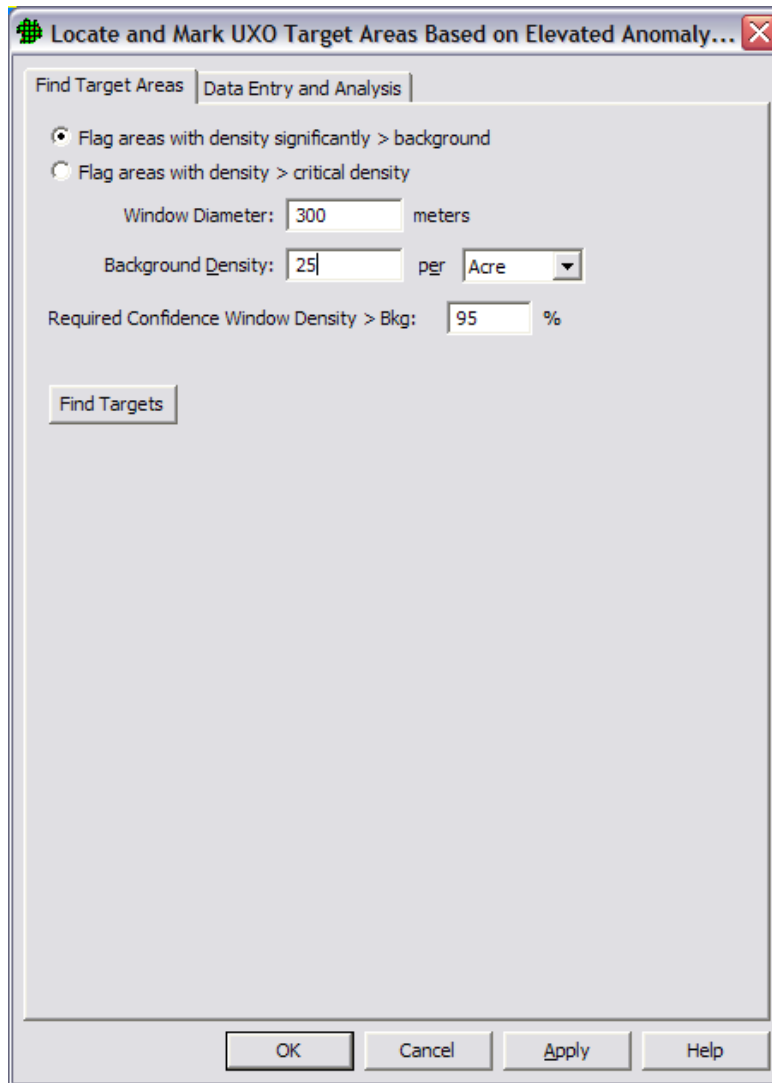 Locate and Mark UXO Target Areas Based on Elevated Anomaly...
Find Target Areas Data Entry and Analysis
Flag areas with density significantly > background
Flag areas with density > critical density
Window Diameter: 300 meters
Background Density: 25 per Acre
Required Confidence Window Density > Bkg: 95 %
Find Targets
OK Cancel Apply Help